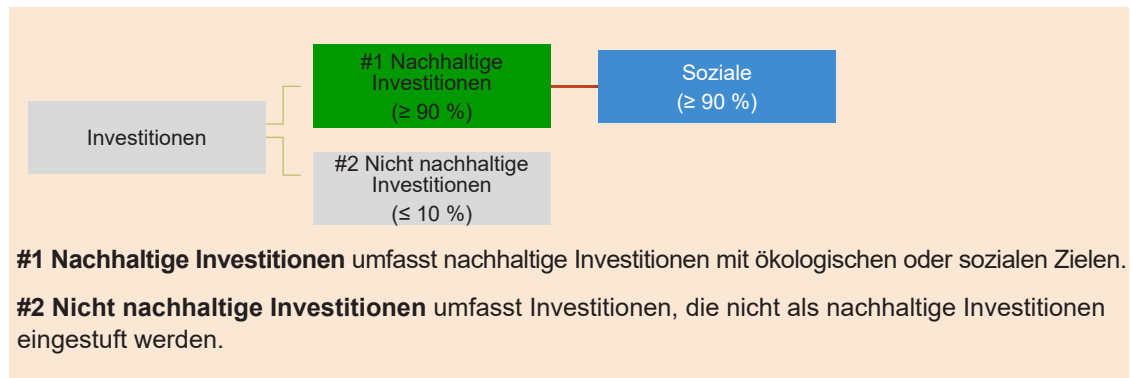 #1 Nachhaltige
Investitionen
(≥ 90 %)
Soziale
(≥ 90 %)
Investitionen
#2 Nicht nachhaltige
Investitionen
(≤ 10 %)
#1 Nachhaltige Investitionen umfasst nachhaltige Investitionen mit ökologischen oder sozialen Zielen.
#2 Nicht nachhaltige Investitionen umfasst Investitionen, die nicht als nachhaltige Investitionen
eingestuft werden.